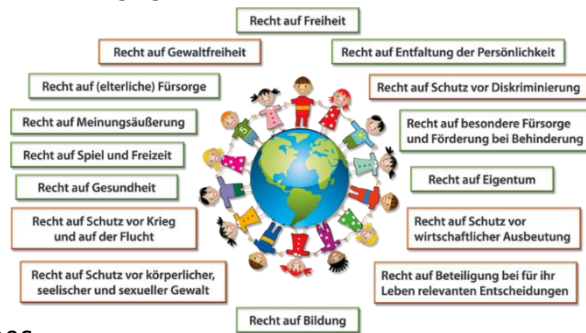 Recht auf Freiheit
Recht auf Gewaltfreiheit
Recht auf Entfaltung der Persönlichkeit
Recht auf (elterliche) Fürsorge
Recht auf Schutz vor Diskriminierung
Recht auf Meinungsäußerung
Recht auf besondere Fürsorge
und Förderung bei Behinderung
Recht auf Spiel und Freizeit
Recht auf Gesundheit
Recht auf Eigentum
Recht auf Schutz vor Krieg
und auf der Flucht
Recht auf Schutz vor
wirtschaftlicher Ausbeutung
Recht auf Schutz vor körperlicher,
seelischer und sexueller Gewalt
Recht auf Beteiligung bei für ihr
Leben relevanten Entscheidungen
Recht auf Bildung